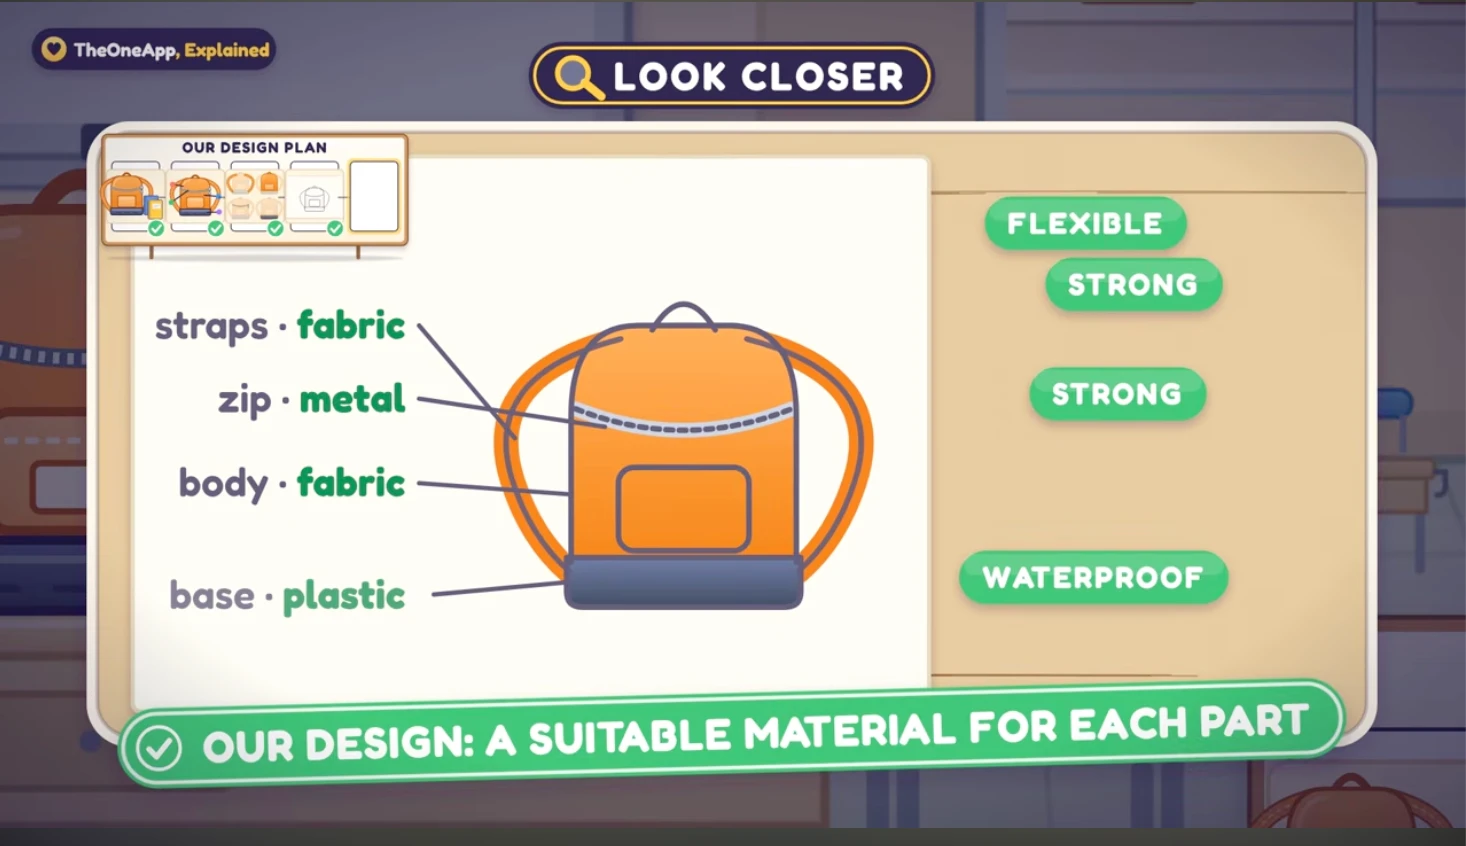 TheOneApp, Explained
LOOK CLOSER
OUR DESIGN PLAN
straps · fabric
zip · metal
body · fabric
base · plastic
FLEXIBLE
STRONG
STRONG
WATERPROOF
OUR DESIGN: A SUITABLE MATERIAL FOR EACH PART